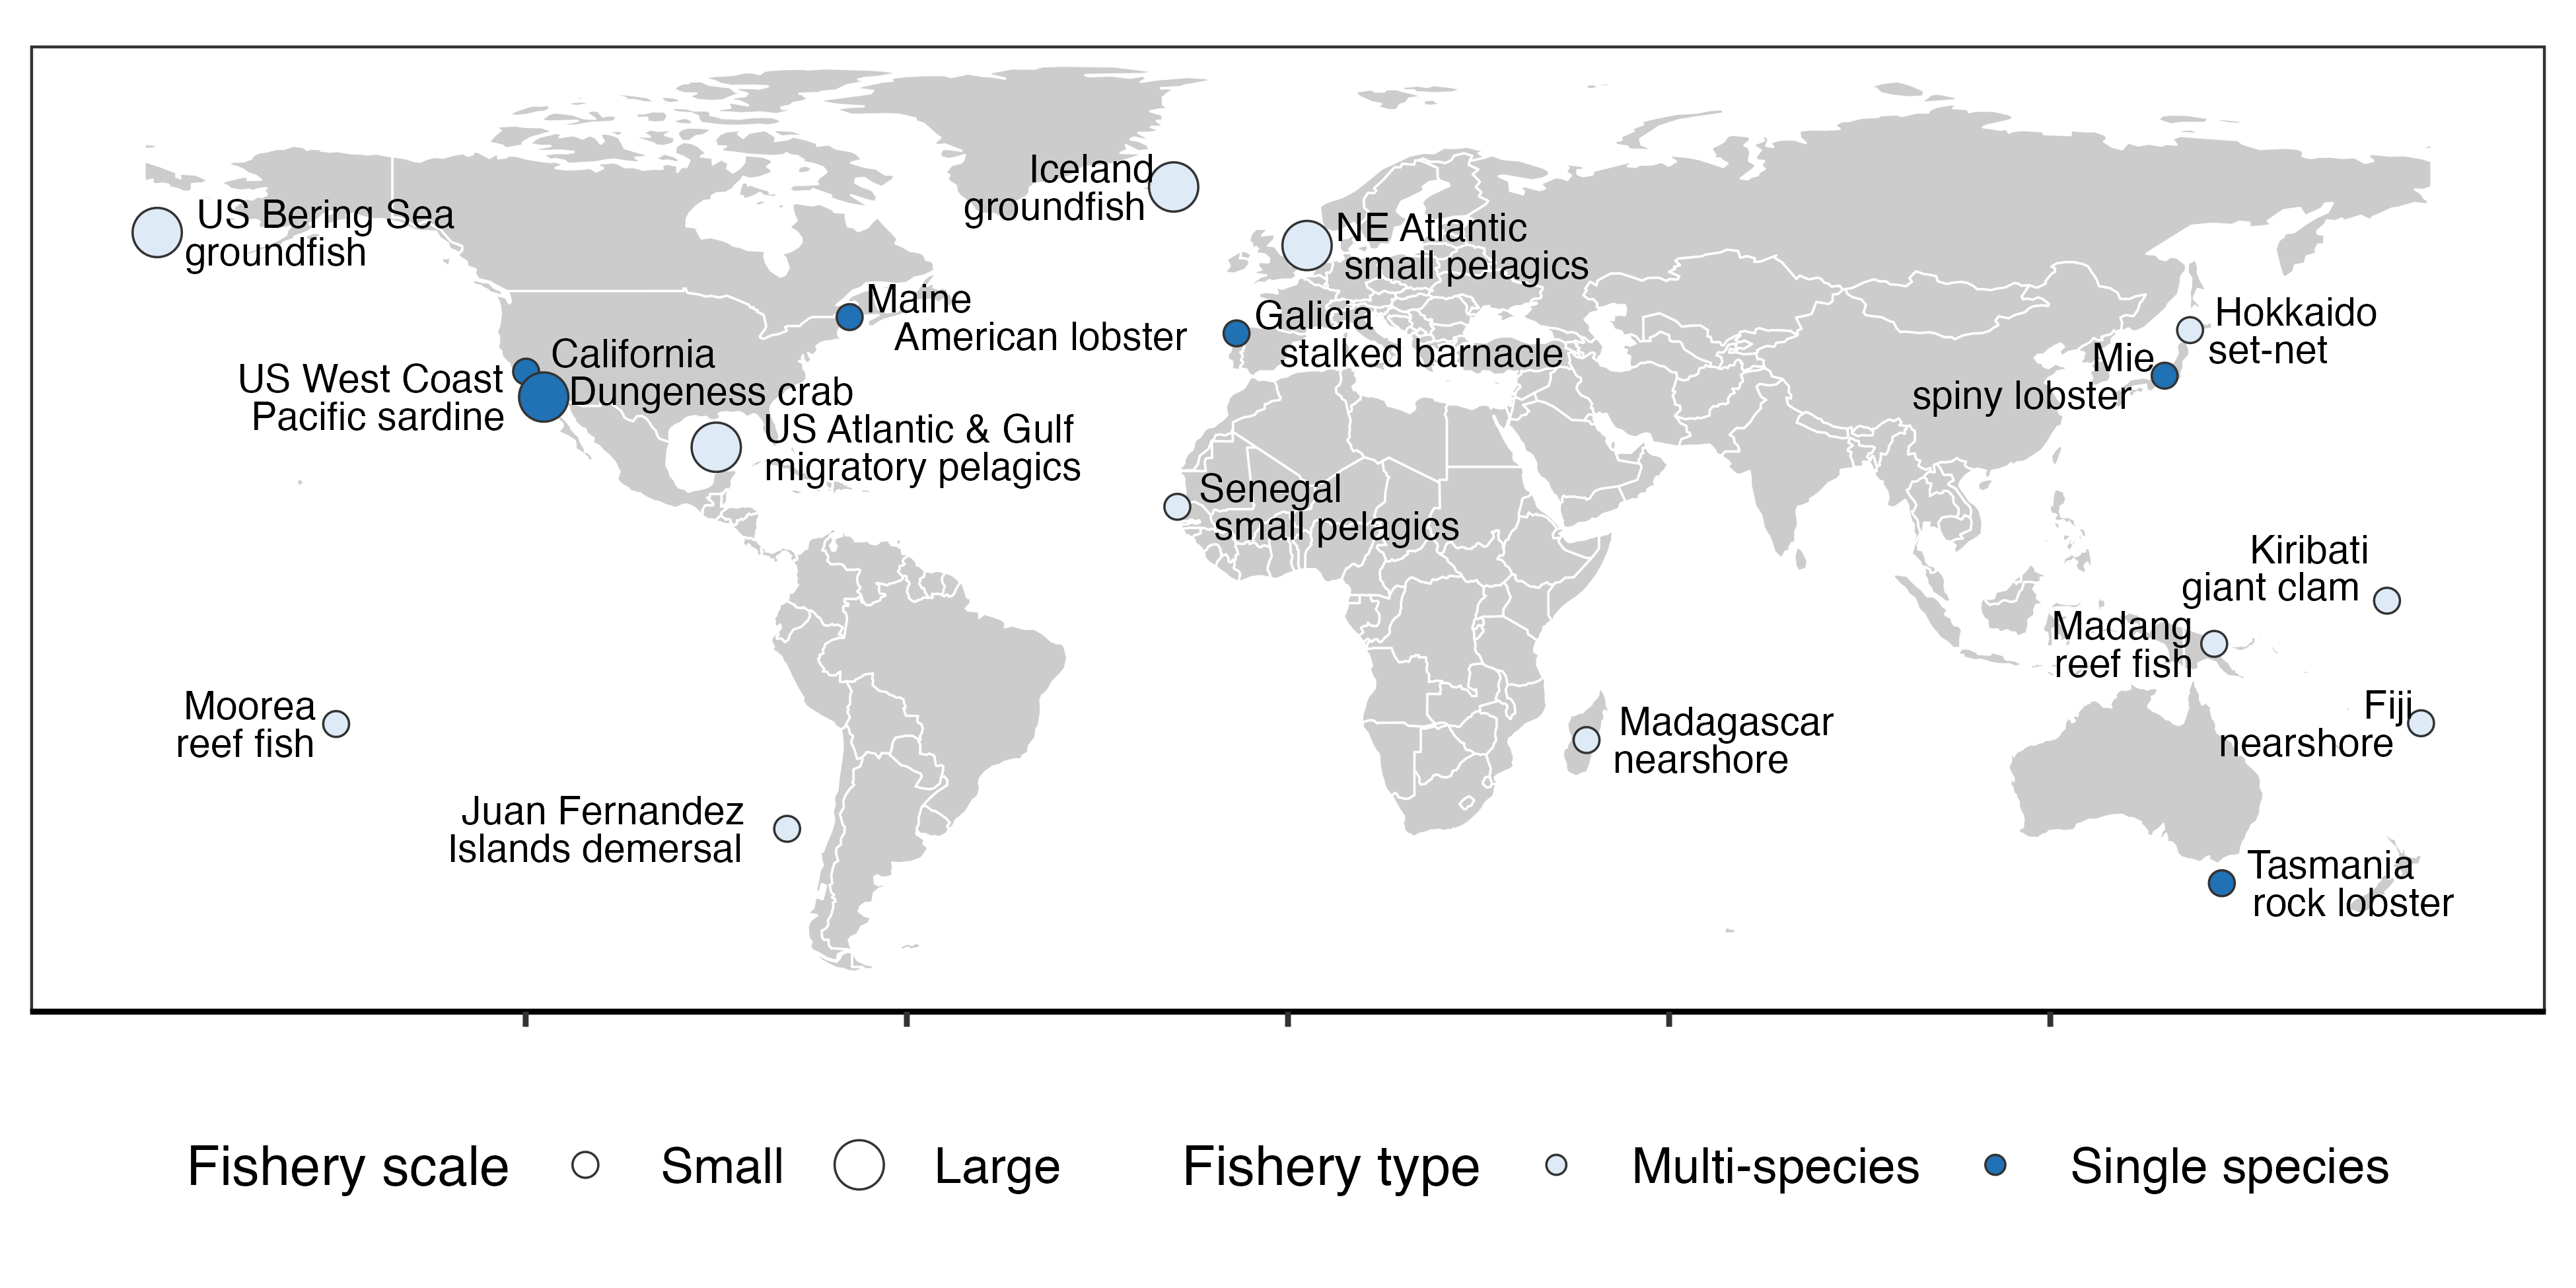 Iceland
groundfish
US Bering Sea
groundfish
NE Atlantic
small pelagics
Maine
American lobster
Galicia
stalked barnacle
Hokkaido
set-net
Mie
spiny lobster
California
Dungeness crab
US West Coast
Pacific sardine
US Atlantic & Gulf
migratory pelagics
Senegal
small pelagics
Kiribati
giant clam
Madang
reef fish
Moorea
reef fish
Madagascar
nearshore
Fiji
nearshore
Juan Fernandez
Islands demersal
Tasmania
rock lobster
Fishery scale Small Large Fishery type Multi-species Single species